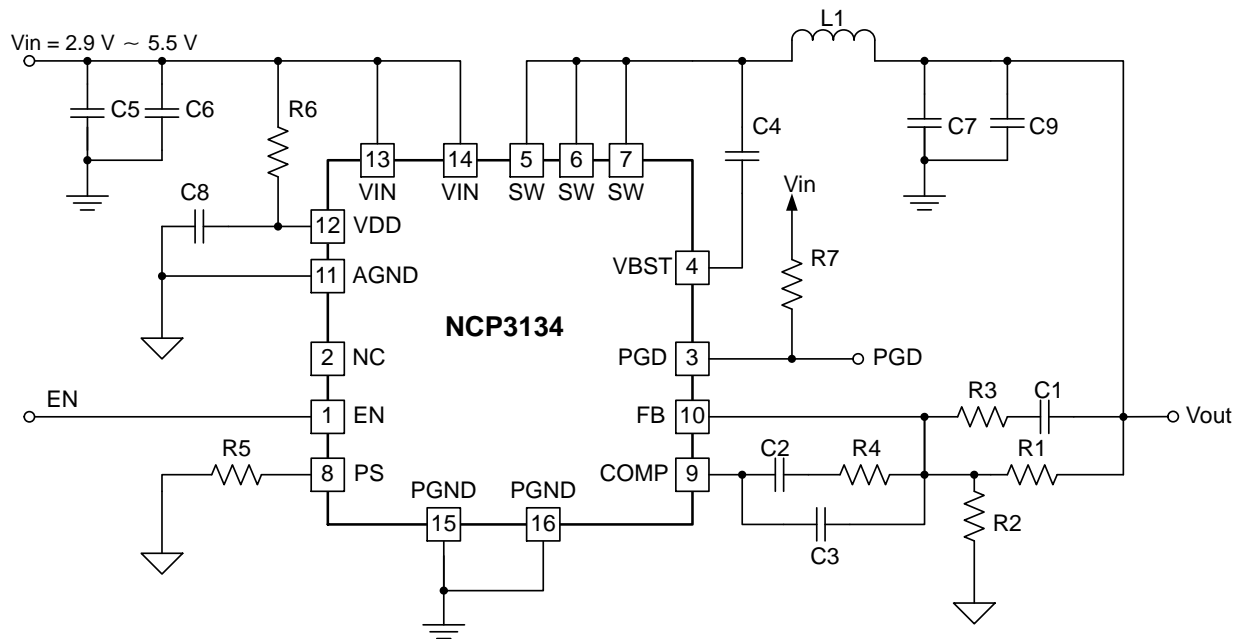 L1
Vin = 2.9 V ~ 5.5 V
C5 C6 R6 C4 C7 C9
13 14 5 6 7
VIN VIN SW SW SW
C8 Vin
12 VDD
VBST 4 R7
11 AGND
NCP3134
2 NC PGD 3 PGD
EN R3 C1
1 EN FB 10 Vout
R5 C2 R4 R1
8 PS COMP 9
PGND PGND
15 16 R2
C3